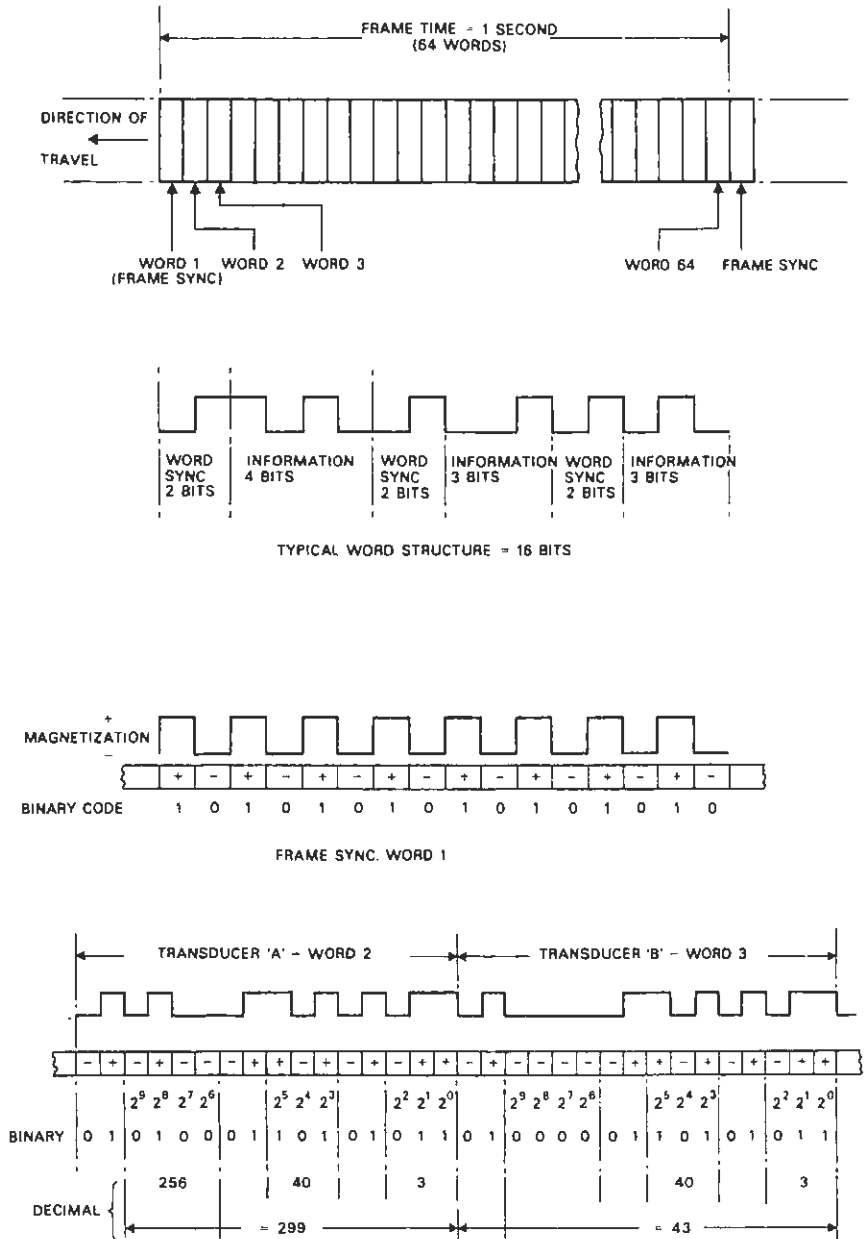 FRAME TIME = 1 SECOND
(64 WORDS)
DIRECTION OF
TRAVEL
WORD 1 WORD 2 WORD 3 WORD 64 FRAME SYNC
(FRAME SYNC)
WORD SYNC 2 BITS
INFORMATION 4 BITS
WORD SYNC 2 BITS
INFORMATION 3 BITS
WORD SYNC 2 BITS
INFORMATION 3 BITS
TYPICAL WORD STRUCTURE = 16 BITS
+
MAGNETIZATION
−
+ − + − + − + − + − + − + − + −
BINARY CODE 1 0 1 0 1 0 1 0 1 0 1 0 1 0 1 0
FRAME SYNC. WORD 1
TRANSDUCER 'A' – WORD 2 TRANSDUCER 'B' – WORD 3
− + − + − − − + + − + − + − + + − + − − − − − + + − + − + − + +
2⁹ 2⁸ 2⁷ 2⁶ 2⁵ 2⁴ 2³ 2² 2¹ 2⁰ 2⁹ 2⁸ 2⁷ 2⁶ 2⁵ 2⁴ 2³ 2² 2¹ 2⁰
BINARY 0 1 0 1 0 0 0 1 1 0 1 0 1 0 1 1 0 1 0 0 0 0 0 1 1 0 1 0 1 0 1 1
256 40 3 40 3
DECIMAL
= 299 = 43